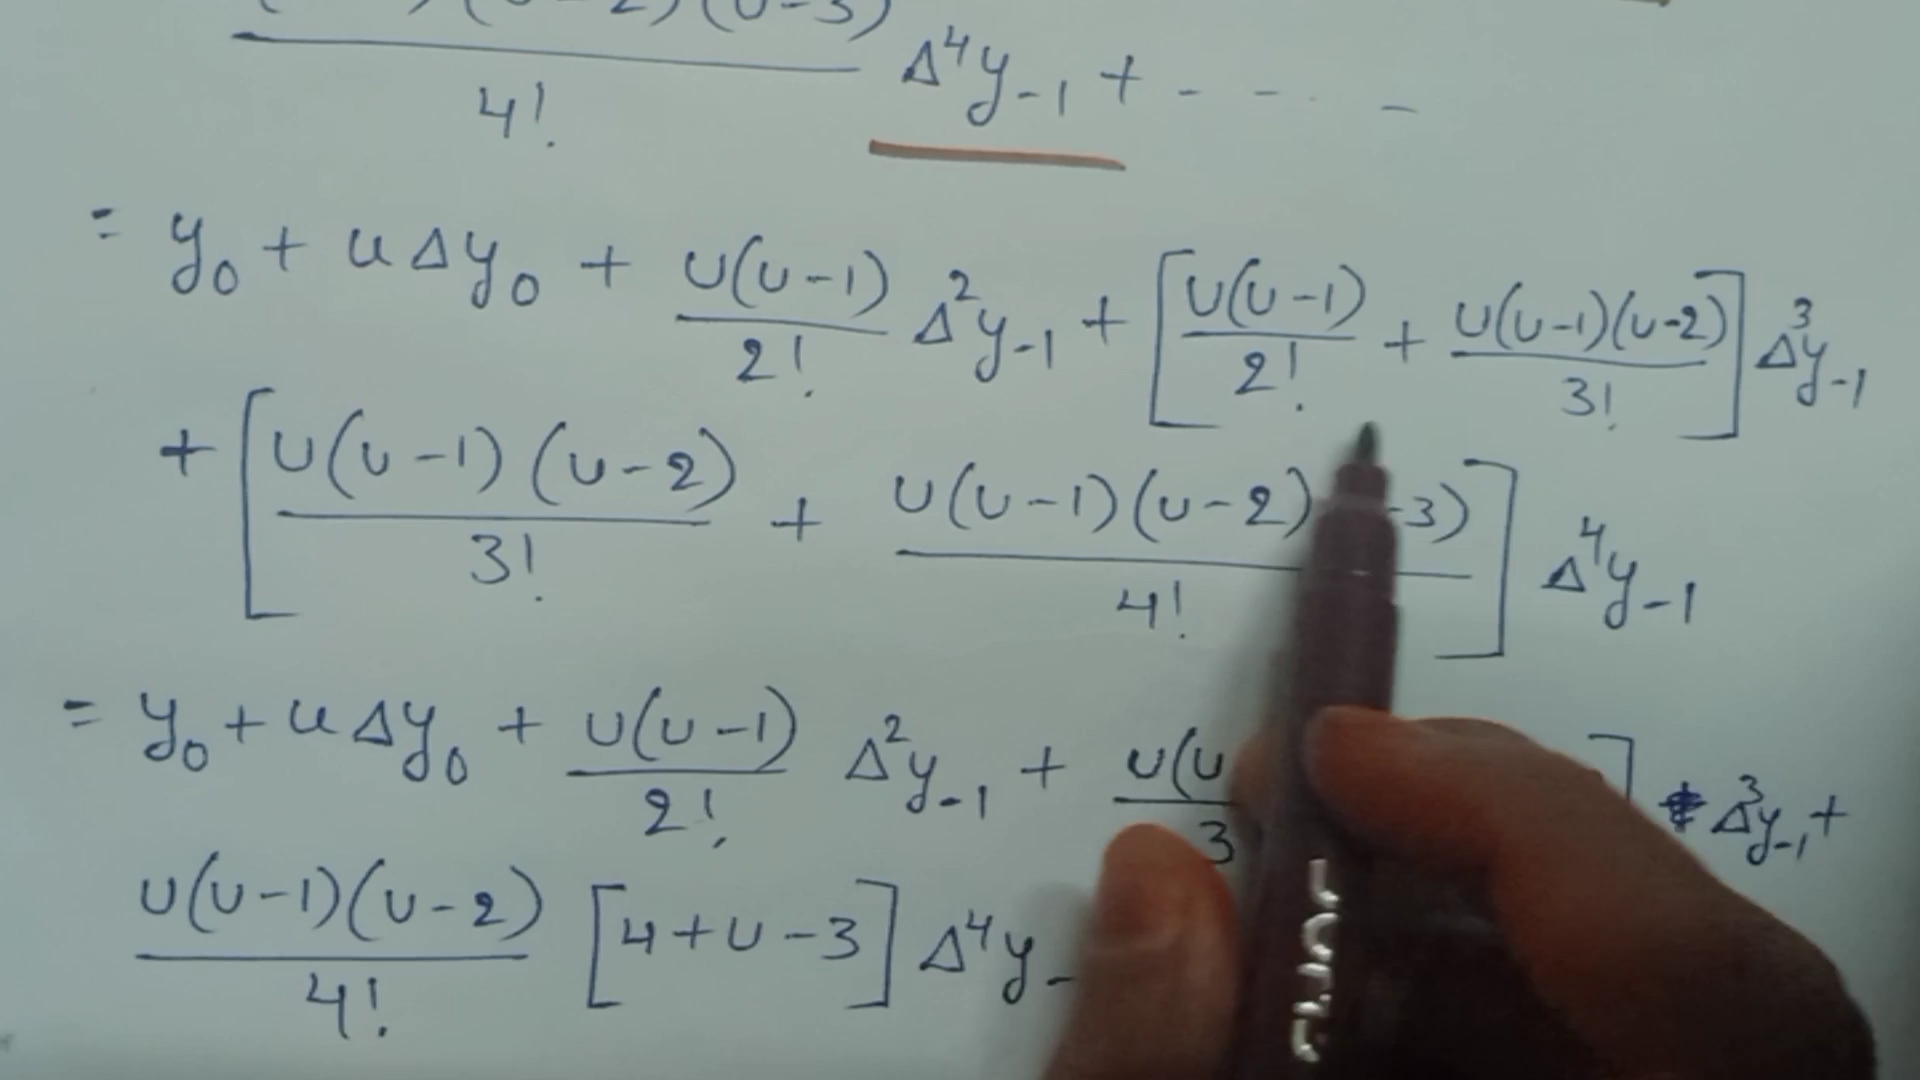 (u-2)(u-3)
4! Δ⁴y₋₁ + - - - -
= y₀ + uΔy₀ + u(u-1)/2! Δ²y₋₁ + [u(u-1)/2! + u(u-1)(u-2)/3!] Δ³y₋₁
+ [u(u-1)(u-2)/3! + u(u-1)(u-2) -3)/4!] Δ⁴y₋₁
= y₀ + uΔy₀ + u(u-1)/2! Δ²y₋₁ + u(u /3 ] Δ³y₋₁ +
u(u-1)(u-2)/4! [4+u-3] Δ⁴y₋